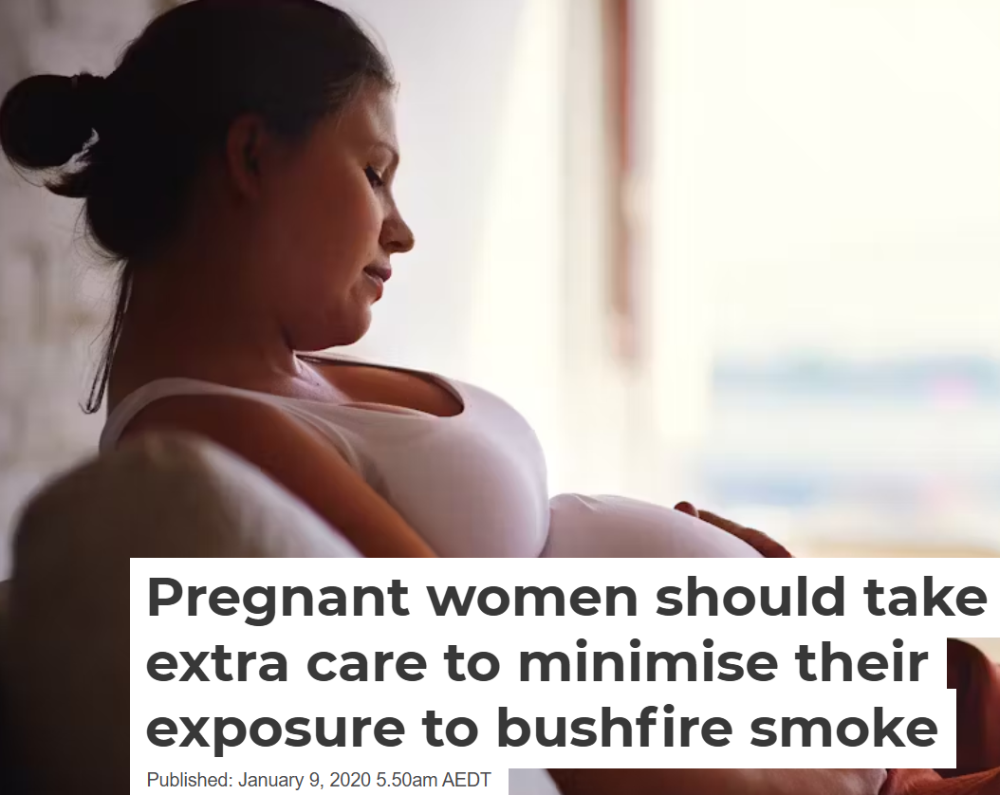 Pregnant women should take
extra care to minimise their
exposure to bushfire smoke
Published: January 9, 2020 5.50am AEDT